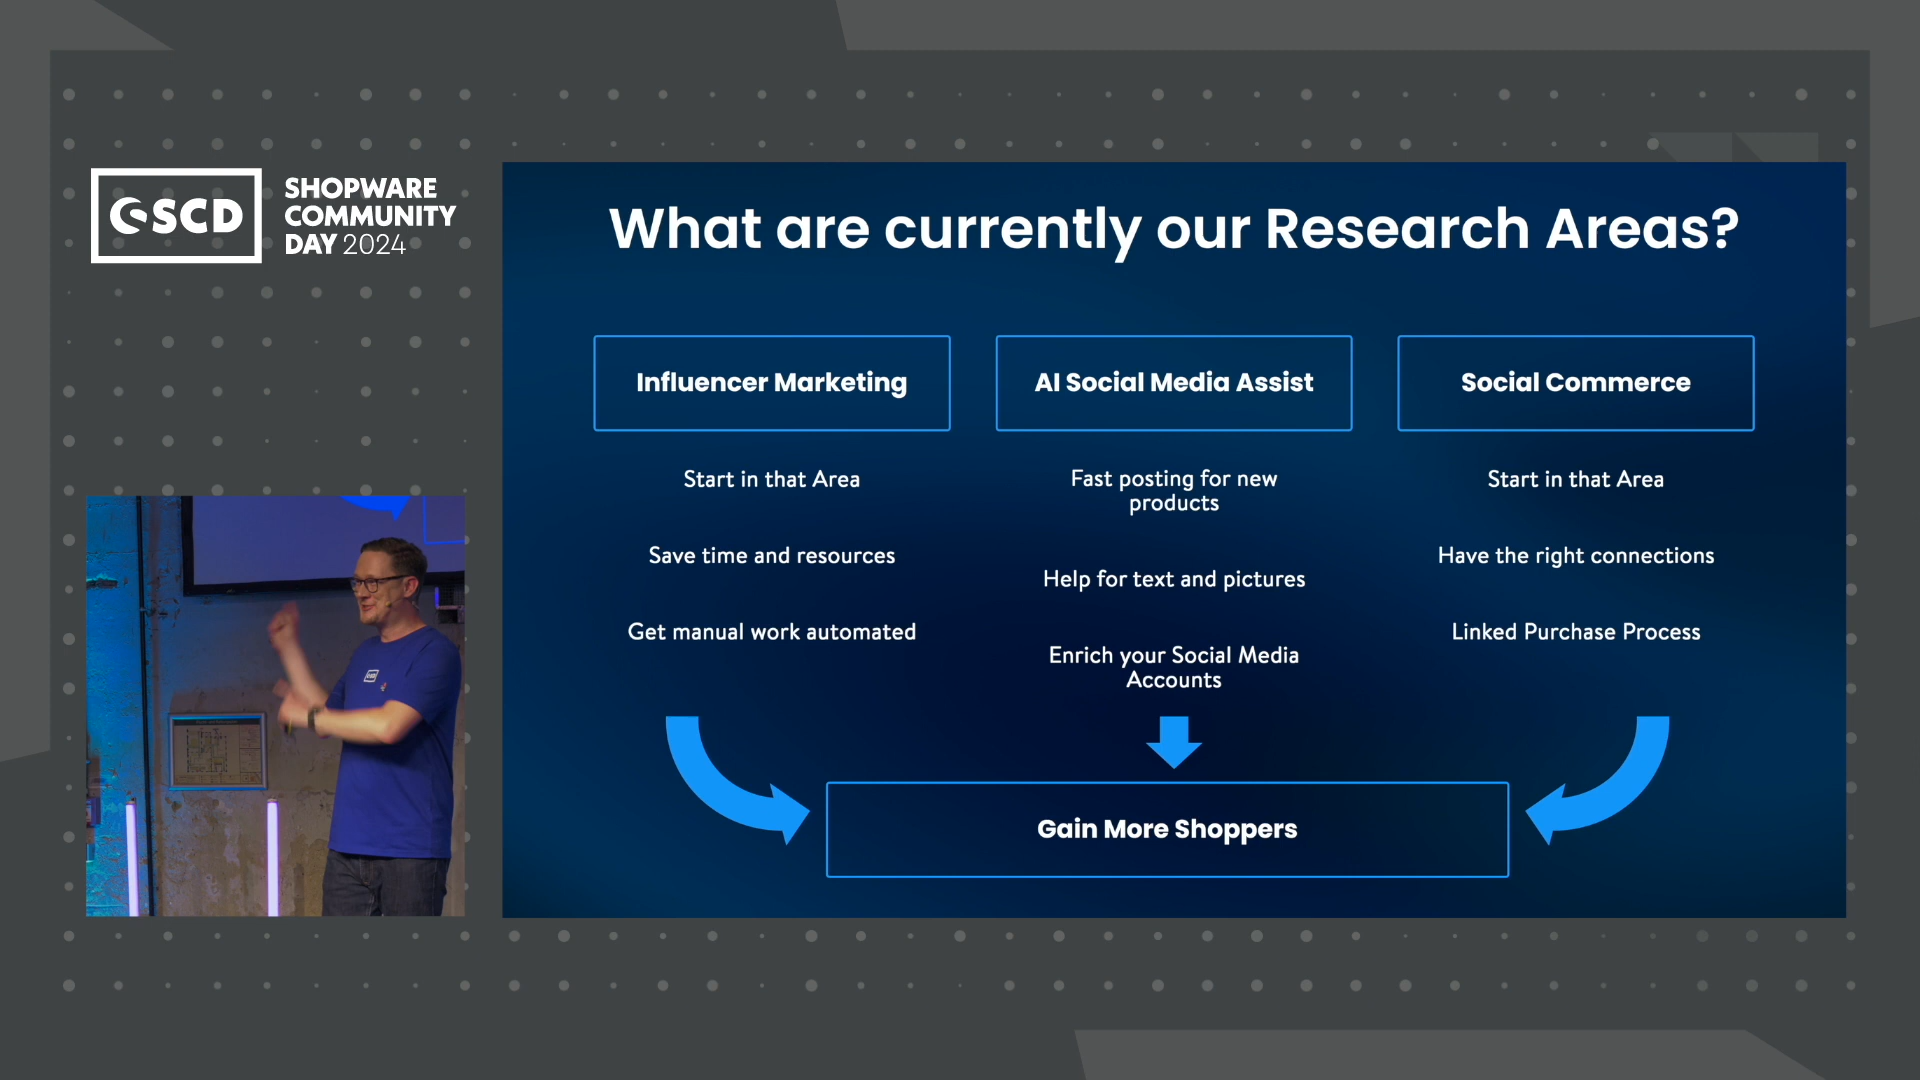 SCD
SHOPWARE
COMMUNITY
DAY 2024
What are currently our Research Areas?
Influencer Marketing
Start in that Area
Save time and resources
Get manual work automated
AI Social Media Assist
Fast posting for new
products
Help for text and pictures
Enrich your Social Media
Accounts
Social Commerce
Start in that Area
Have the right connections
Linked Purchase Process
Gain More Shoppers